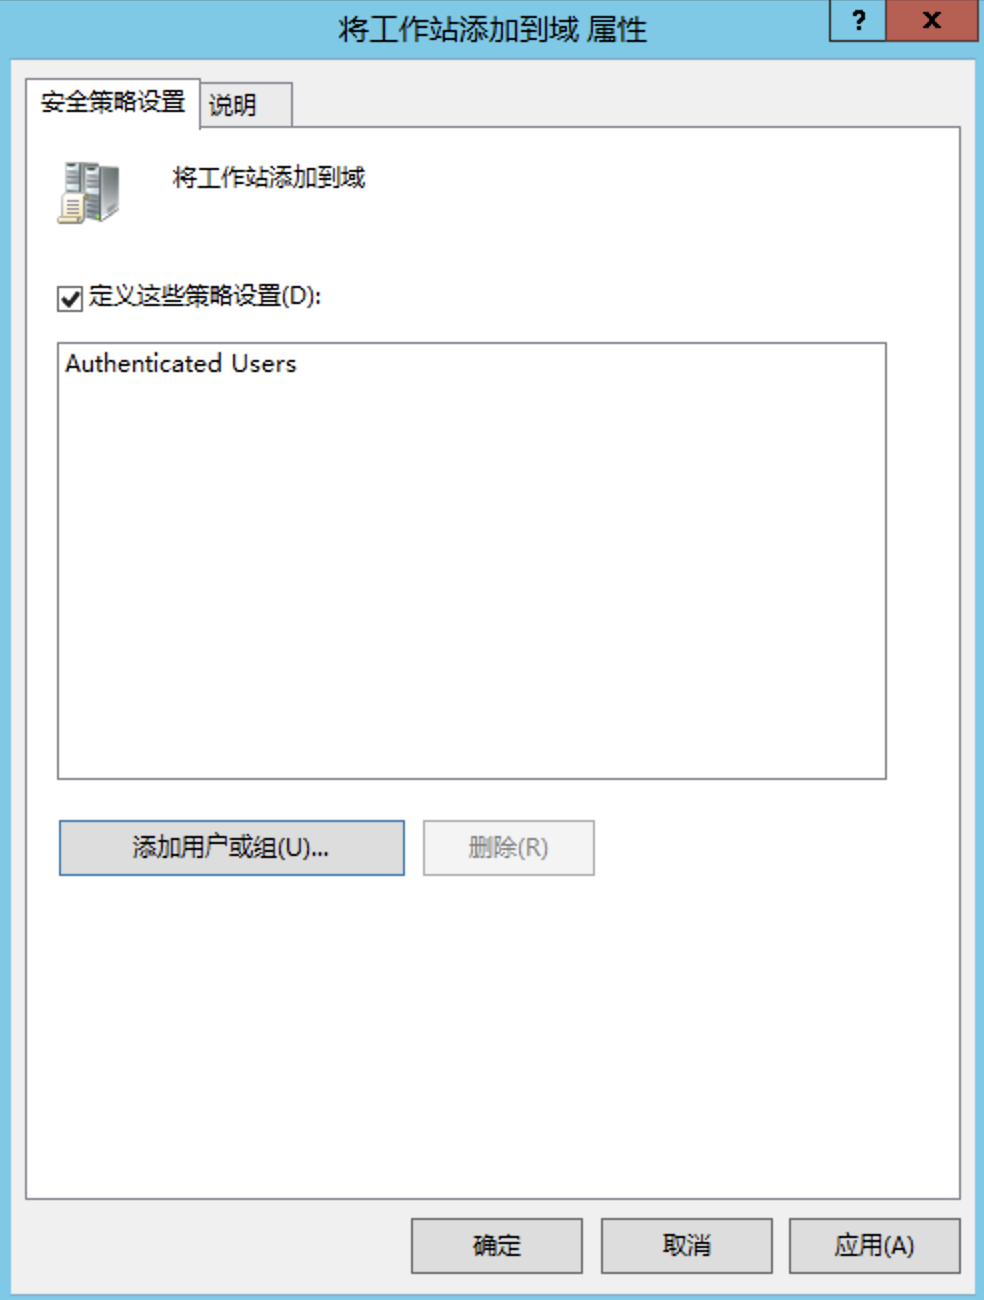 将工作站添加到域 属性
?
x
安全策略设置
说明
将工作站添加到域
定义这些策略设置(D):
Authenticated Users
添加用户或组(U)...
删除(R)
确定
取消
应用(A)